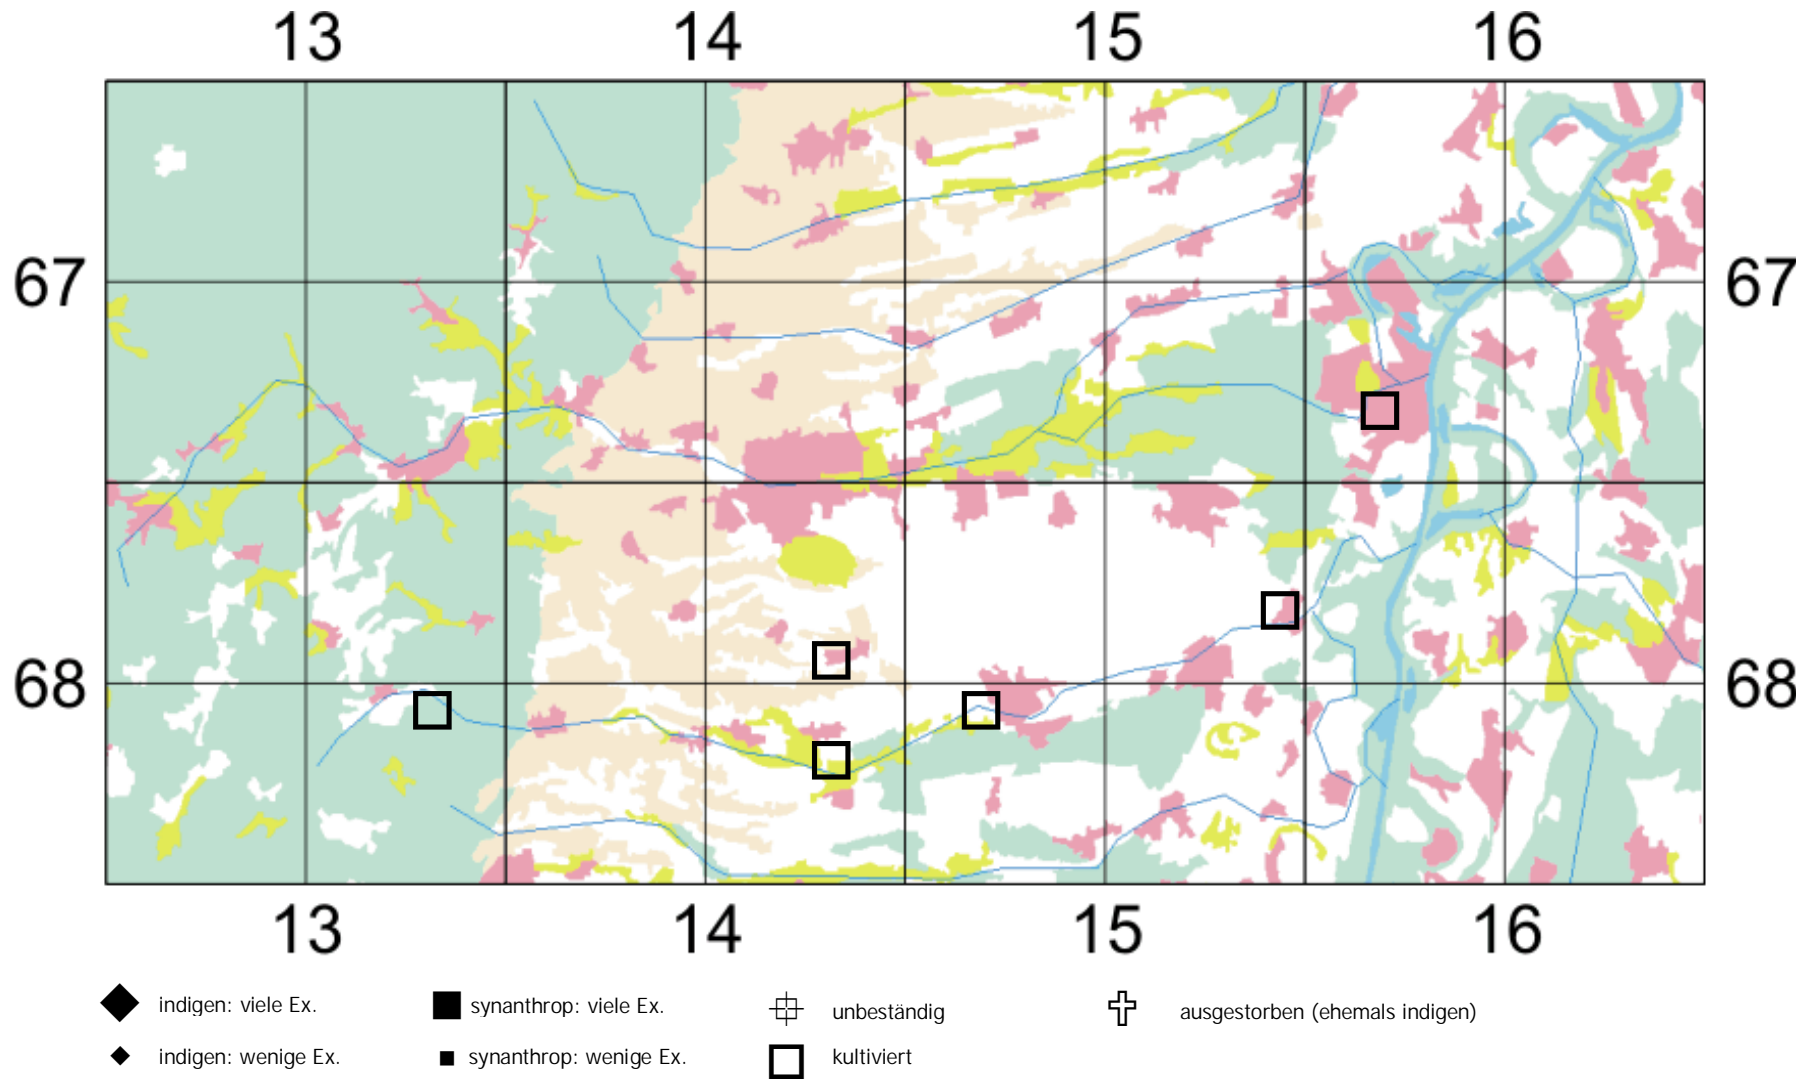 13 14 15 16
67 67
68 68
13 14 15 16
indigen: viele Ex. synanthrop: viele Ex. unbeständig ausgestorben (ehemals indigen)
indigen: wenige Ex. synanthrop: wenige Ex. kultiviert